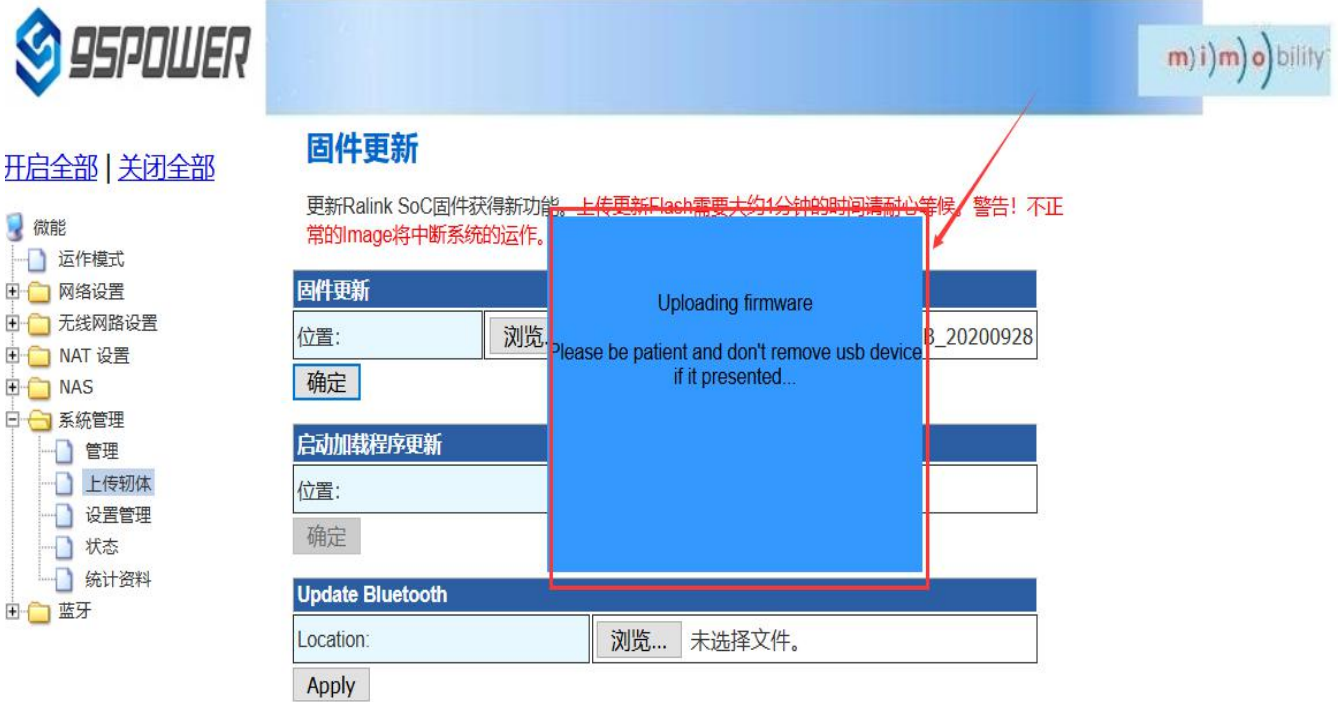 95POWER
m)i)m)o)bility
开启全部 | 关闭全部
微能
运作模式
网络设置
无线网路设置
NAT 设置
NAS
系统管理
管理
上传轫体
设置管理
状态
统计资料
蓝牙
固件更新
更新Ralink SoC固件获得新功能。上传更新Flash需要大约1分钟的时间请耐心等候。警告！不正
常的Image将中断系统的运作。
固件更新
位置:
浏览
_20200928
确定
Uploading firmware
Please be patient and don't remove usb device
if it presented...
启动加载程序更新
位置:
确定
Update Bluetooth
Location:
浏览... 未选择文件。
Apply